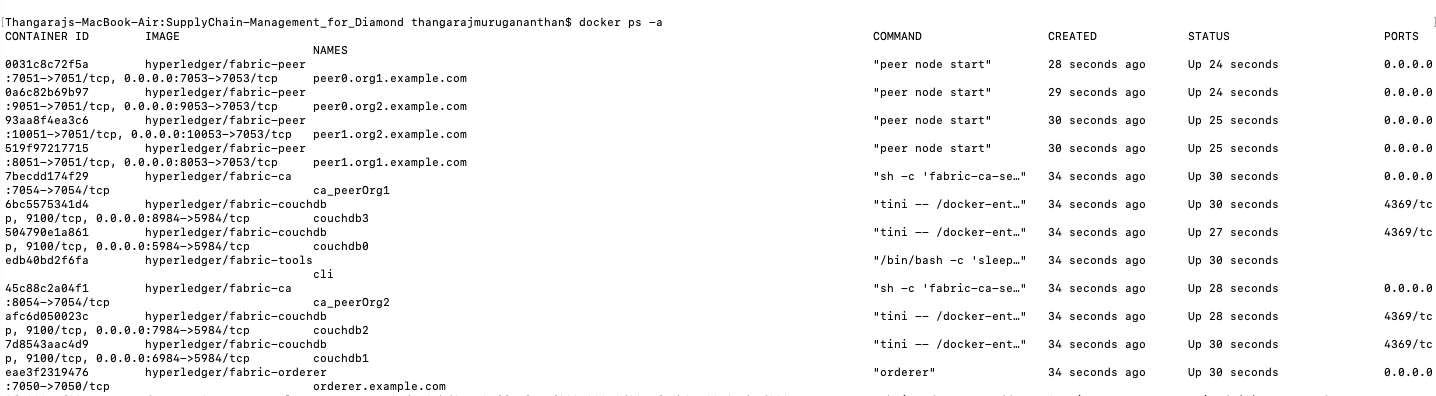 [Thangarajs-MacBook-Air:SupplyChain-Management_for_Diamond thangarajmurugananthan$ docker ps -a ]
CONTAINER ID IMAGE COMMAND CREATED STATUS PORTS
NAMES
0031c8c72f5a hyperledger/fabric-peer "peer node start" 28 seconds ago Up 24 seconds 0.0.0.0
:7051->7051/tcp, 0.0.0.0:7053->7053/tcp peer0.org1.example.com
0a6c82b69b97 hyperledger/fabric-peer "peer node start" 29 seconds ago Up 24 seconds 0.0.0.0
:9051->7051/tcp, 0.0.0.0:9053->7053/tcp peer0.org2.example.com
93aa8f4ea3c6 hyperledger/fabric-peer "peer node start" 30 seconds ago Up 25 seconds 0.0.0.0
:10051->7051/tcp, 0.0.0.0:10053->7053/tcp peer1.org2.example.com
519f97217715 hyperledger/fabric-peer "peer node start" 30 seconds ago Up 25 seconds 0.0.0.0
:8051->7051/tcp, 0.0.0.0:8053->7053/tcp peer1.org1.example.com
7becdd174f29 hyperledger/fabric-ca "sh -c 'fabric-ca-se…" 34 seconds ago Up 30 seconds 0.0.0.0
:7054->7054/tcp ca_peerOrg1
6bc5575341d4 hyperledger/fabric-couchdb "tini -- /docker-ent…" 34 seconds ago Up 30 seconds 4369/tc
p, 9100/tcp, 0.0.0.0:8984->5984/tcp couchdb3
504790e1a861 hyperledger/fabric-couchdb "tini -- /docker-ent…" 34 seconds ago Up 27 seconds 4369/tc
p, 9100/tcp, 0.0.0.0:5984->5984/tcp couchdb0
edb40bd2f6fa hyperledger/fabric-tools "/bin/bash -c 'sleep…" 34 seconds ago Up 30 seconds
cli
45c88c2a04f1 hyperledger/fabric-ca "sh -c 'fabric-ca-se…" 34 seconds ago Up 28 seconds 0.0.0.0
:8054->7054/tcp ca_peerOrg2
afc6d050023c hyperledger/fabric-couchdb "tini -- /docker-ent…" 34 seconds ago Up 28 seconds 4369/tc
p, 9100/tcp, 0.0.0.0:7984->5984/tcp couchdb2
7d8543aac4d9 hyperledger/fabric-couchdb "tini -- /docker-ent…" 34 seconds ago Up 30 seconds 4369/tc
p, 9100/tcp, 0.0.0.0:6984->5984/tcp couchdb1
eae3f2319476 hyperledger/fabric-orderer "orderer" 34 seconds ago Up 30 seconds 0.0.0.0
:7050->7050/tcp orderer.example.com